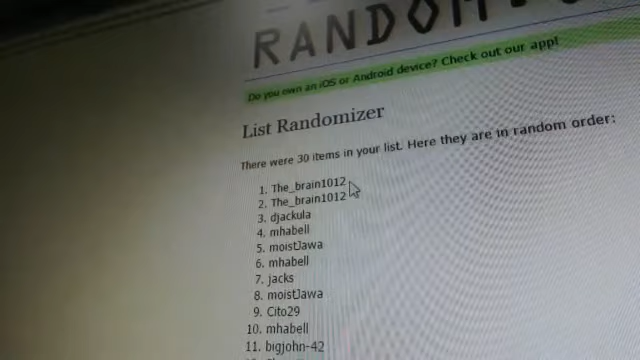 Do you own an iOS or Android device? Check out our app!
List Randomizer
There were 30 items in your list. Here they are in random order:
1. The_brain1012
2. The_brain1012
3. djackula
4. mhabell
5. moistJawa
6. mhabell
7. jacks
8. moistJawa
9. Cito29
10. mhabell
11. bigjohn-42